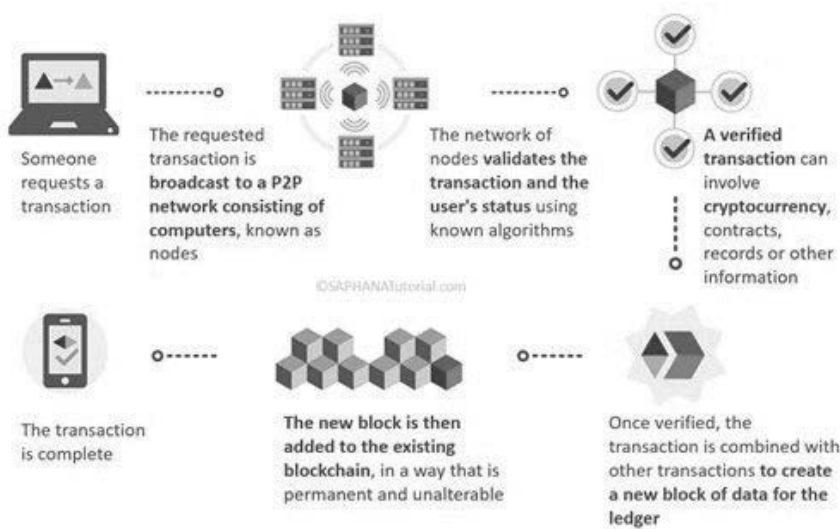 Someone
requests a
transaction
The requested
transaction is
broadcast to a P2P
network consisting of
computers, known as
nodes
The network of
nodes validates the
transaction and the
user's status using
known algorithms
A verified
transaction can
involve
cryptocurrency,
contracts,
records or other
information
©SAPHANATutorial.com
The transaction
is complete
The new block is then
added to the existing
blockchain, in a way that is
permanent and unalterable
Once verified, the
transaction is combined with
other transactions to create
a new block of data for the
ledger